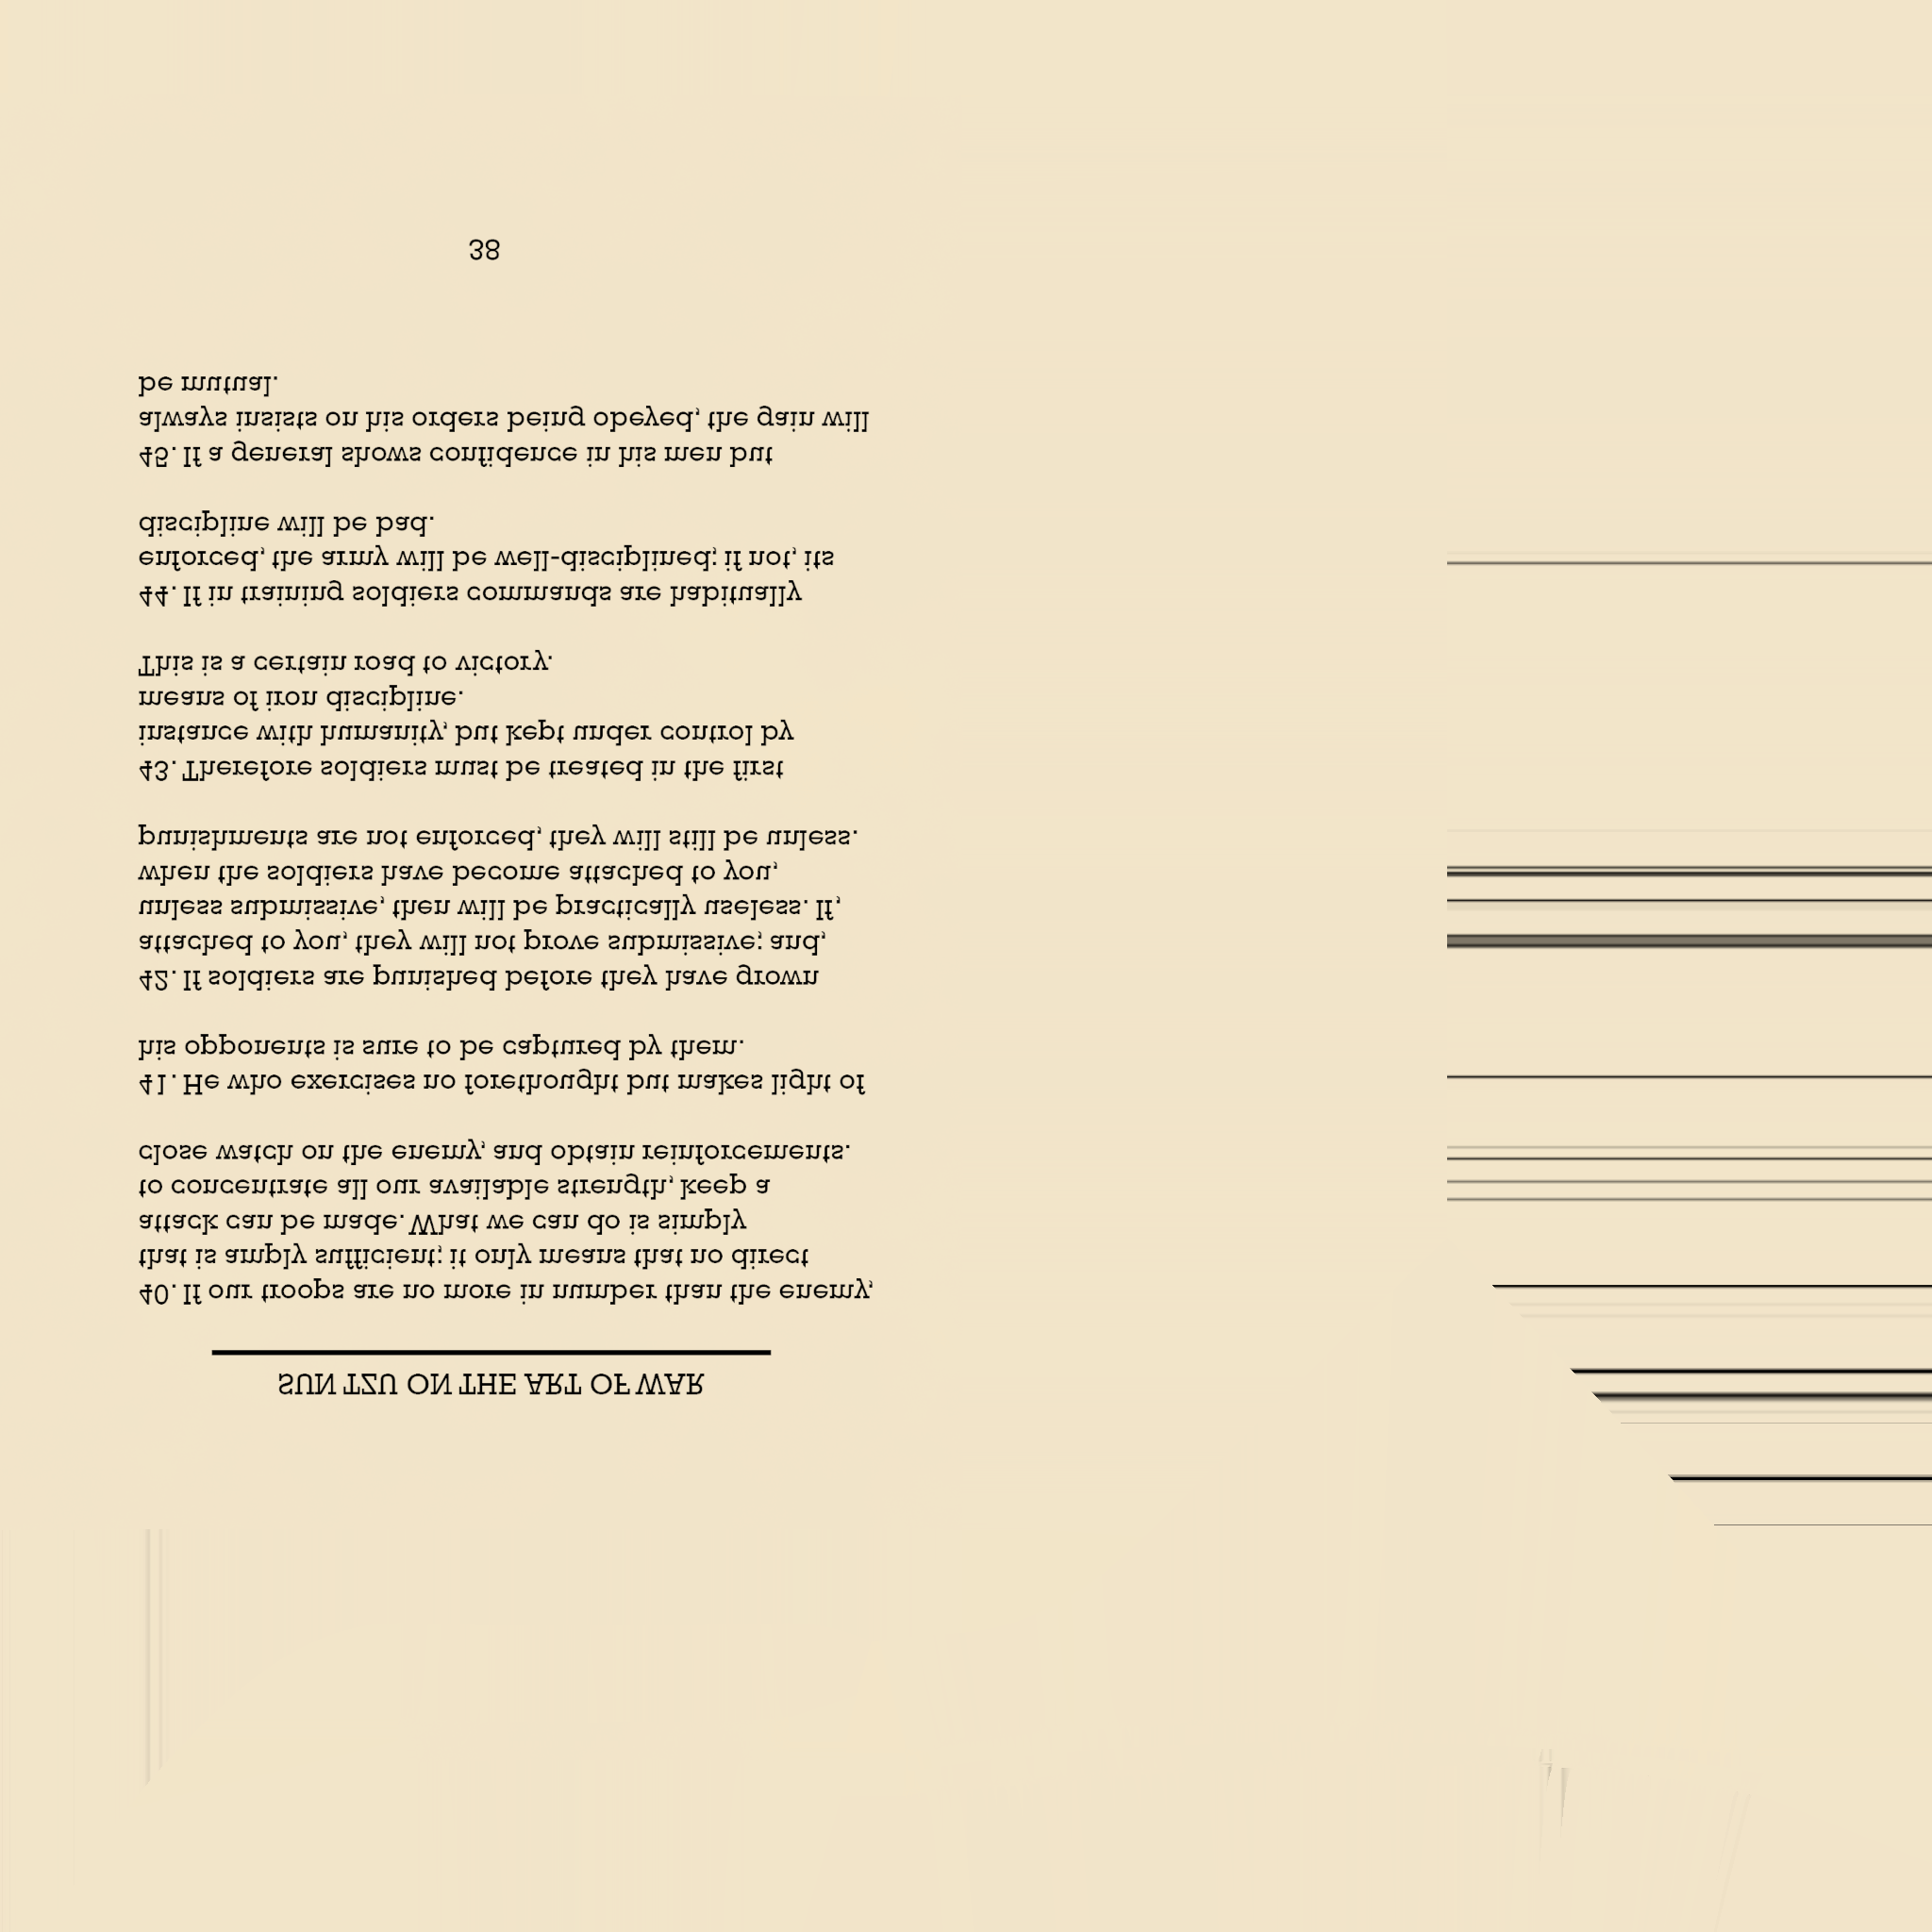 SUN TZU ON THE ART OF WAR
40. If our troops are no more in number than the enemy,
that is amply sufficient; it only means that no direct
attack can be made. What we can do is simply
to concentrate all our available strength, keep a
close watch on the enemy, and obtain reinforcements.
41. He who exercises no forethought but makes light of
his opponents is sure to be captured by them.
42. If soldiers are punished before they have grown
attached to you, they will not prove submissive; and,
unless submissive, then will be practically useless. If,
when the soldiers have become attached to you,
punishments are not enforced, they will still be unless.
43. Therefore soldiers must be treated in the first
instance with humanity, but kept under control by
means of iron discipline.
This is a certain road to victory.
44. If in training soldiers commands are habitually
enforced, the army will be well-disciplined; if not, its
discipline will be bad.
45. If a general shows confidence in his men but
always insists on his orders being obeyed, the gain will
be mutual.
38